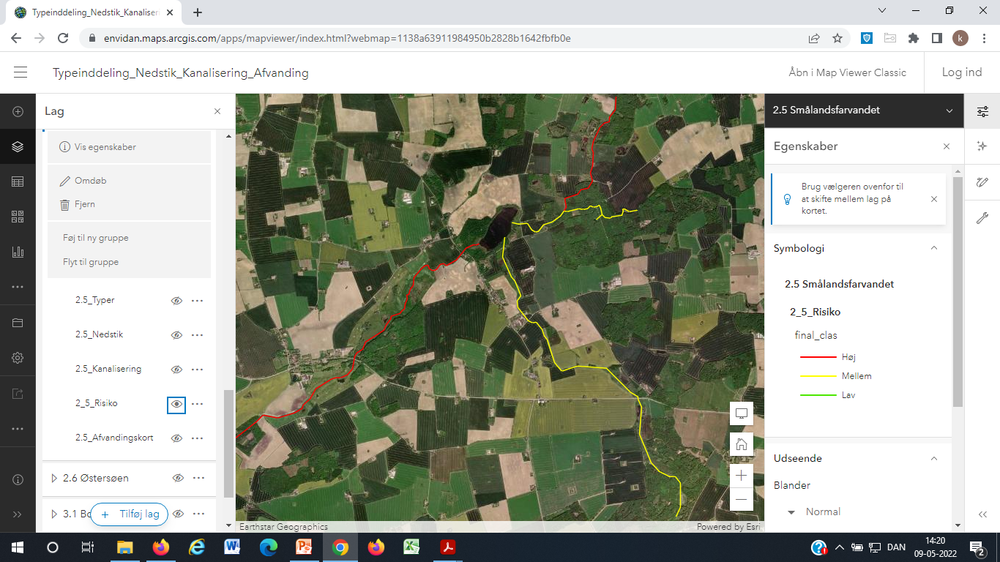 Typeinddeling_Nedstik_Kanaliseri
envidan.maps.arcgis.com/apps/mapviewer/index.html?webmap=1138a63911984950b2828b1642fbfb0e
k
Typeinddeling_Nedstik_Kanalisering_Afvanding
Åbn i Map Viewer Classic
Log ind
Lag
Vis egenskaber
Omdøb
Fjern
Føj til ny gruppe
Flyt til gruppe
2.5_Typer
2.5_Nedstik
2.5_Kanalisering
2_5_Risiko
2.5_Afvandingskort
2.6 Østersøen
3.1 Bo
Tilføj lag
Earthstar Geographics
Powered by Esri
2.5 Smålandsfarvandet
Egenskaber
Brug vælgeren ovenfor til
at skifte mellem lag på
kortet.
Symbologi
2.5 Smålandsfarvandet
2_5_Risiko
final_clas
Høj
Mellem
Lav
Udseende
Blander
Normal
DAN
14:20
09-05-2022
2